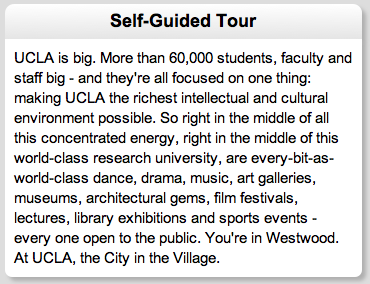 Self-Guided Tour
UCLA is big. More than 60,000 students, faculty and
staff big - and they're all focused on one thing:
making UCLA the richest intellectual and cultural
environment possible. So right in the middle of all
this concentrated energy, right in the middle of this
world-class research university, are every-bit-as-
world-class dance, drama, music, art galleries,
museums, architectural gems, film festivals,
lectures, library exhibitions and sports events -
every one open to the public. You're in Westwood.
At UCLA, the City in the Village.